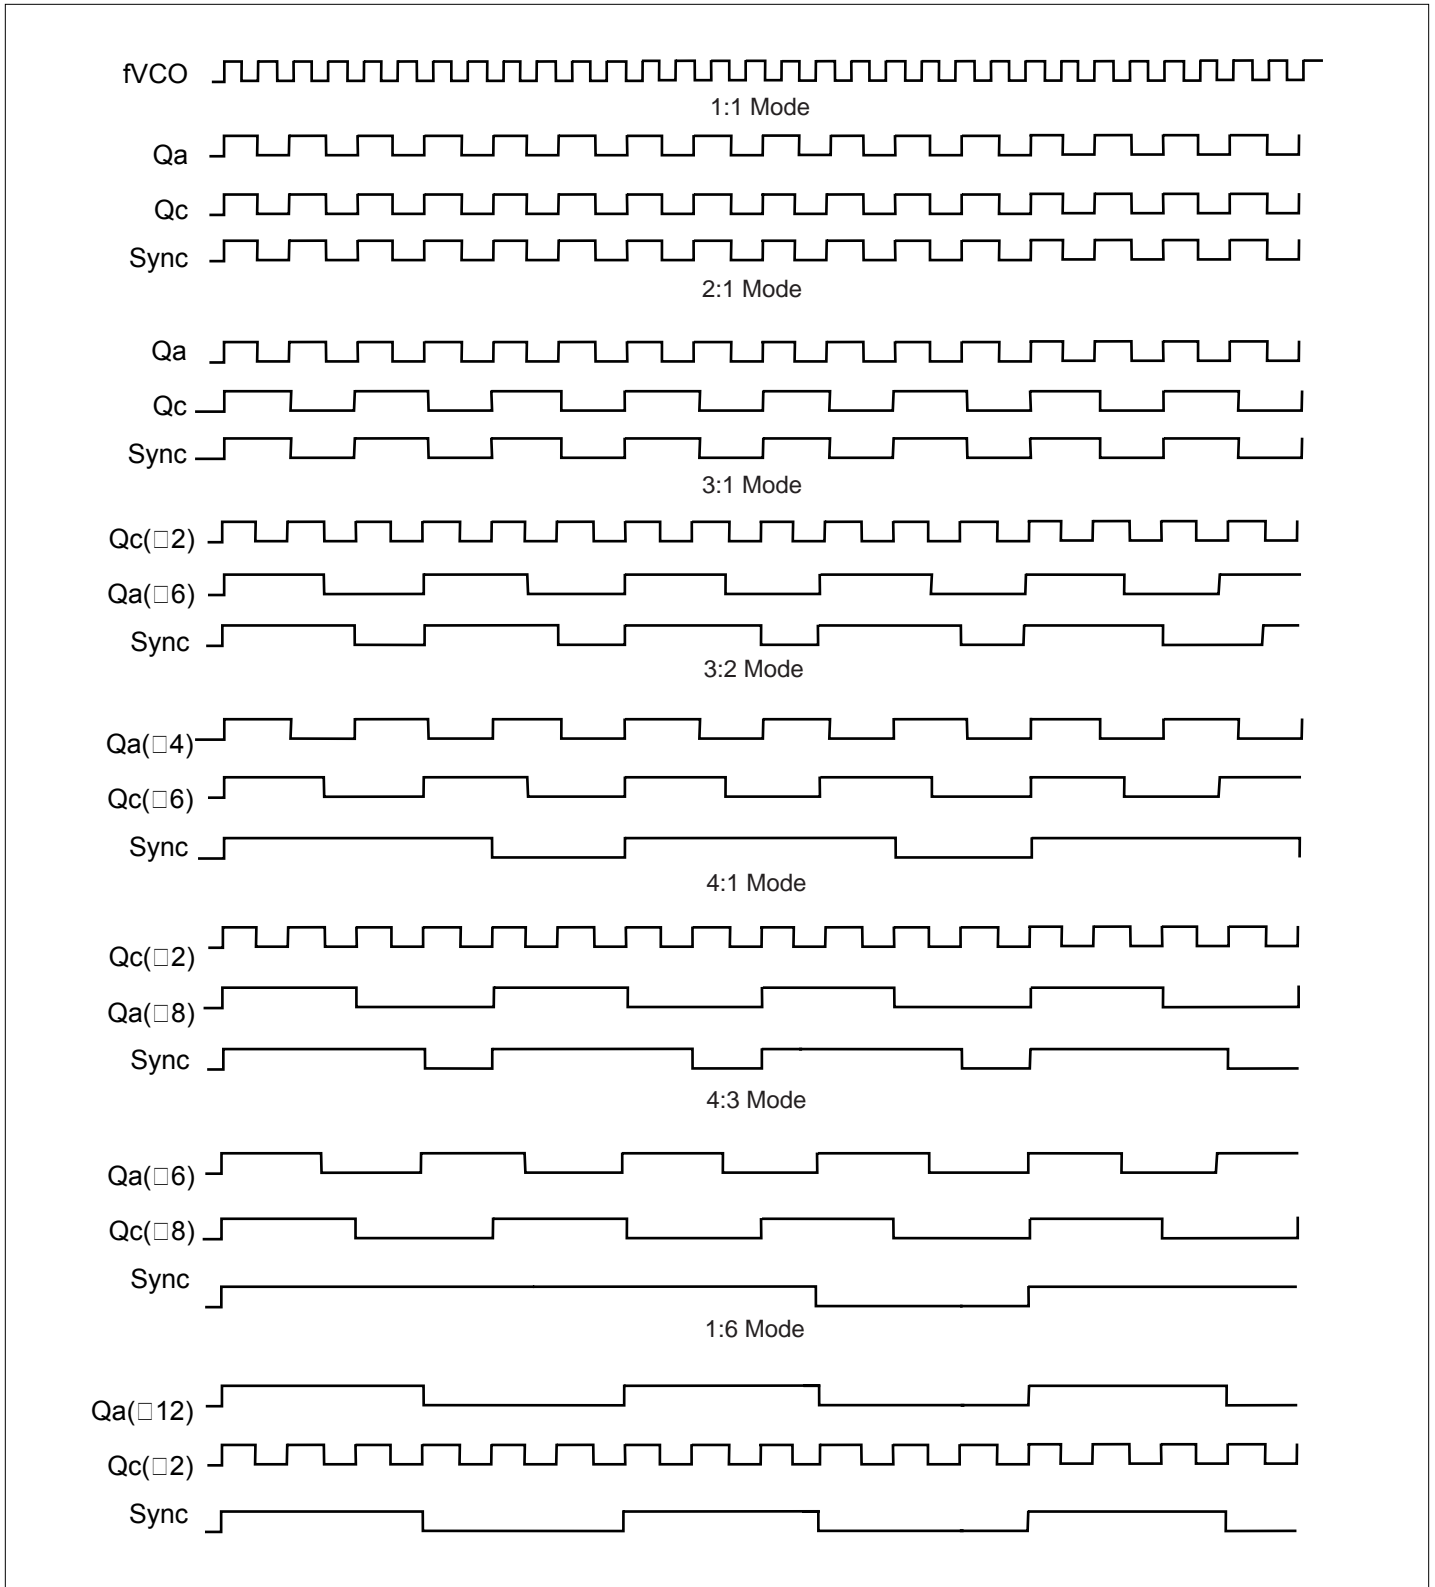 fVCO
1:1 Mode
Qa
Qc
Sync
2:1 Mode
Qa
Qc
Sync
3:1 Mode
Qc(□2)
Qa(□6)
Sync
3:2 Mode
Qa(□4)
Qc(□6)
Sync
4:1 Mode
Qc(□2)
Qa(□8)
Sync
4:3 Mode
Qa(□6)
Qc(□8)
Sync
1:6 Mode
Qa(□12)
Qc(□2)
Sync